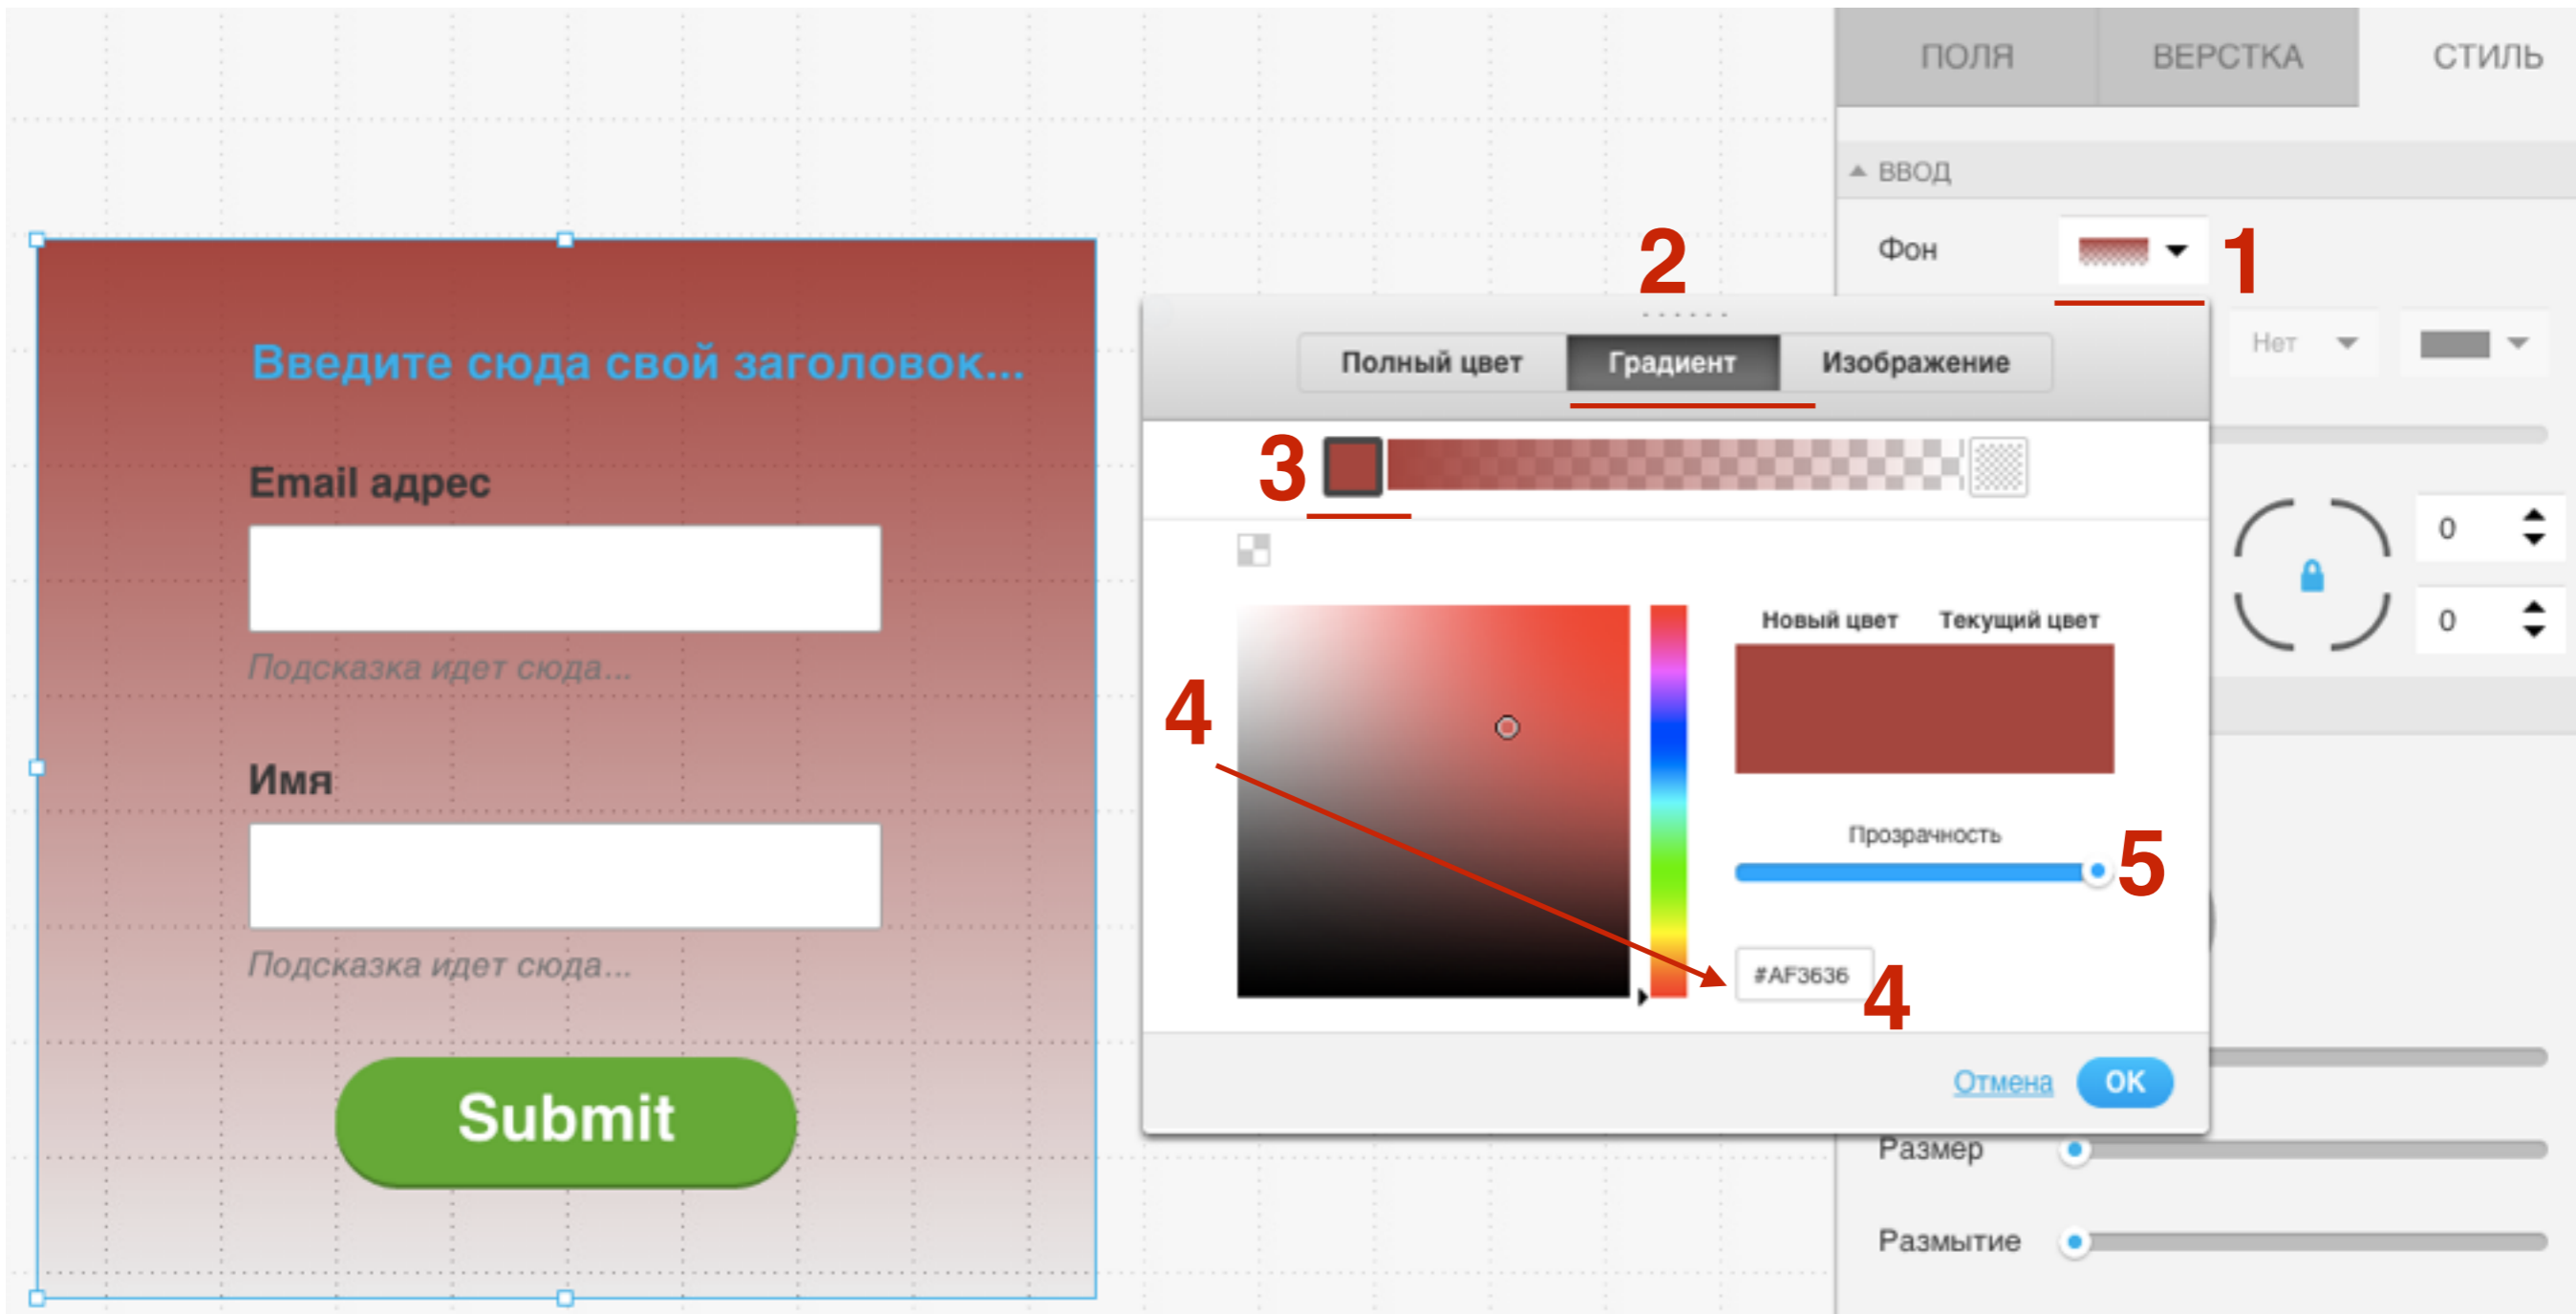 ПОЛЯ ВЕРСТКА СТИЛЬ
ВВОД
Фон
1
2
Нет
Полный цвет Градиент Изображение
3
0
0
Новый цвет Текущий цвет
4
Прозрачность
5
#AF3636
4
Отмена OK
Размер
Размытие
Введите сюда свой заголовок...
Email адрес
Подсказка идет сюда...
Имя
Подсказка идет сюда...
Submit